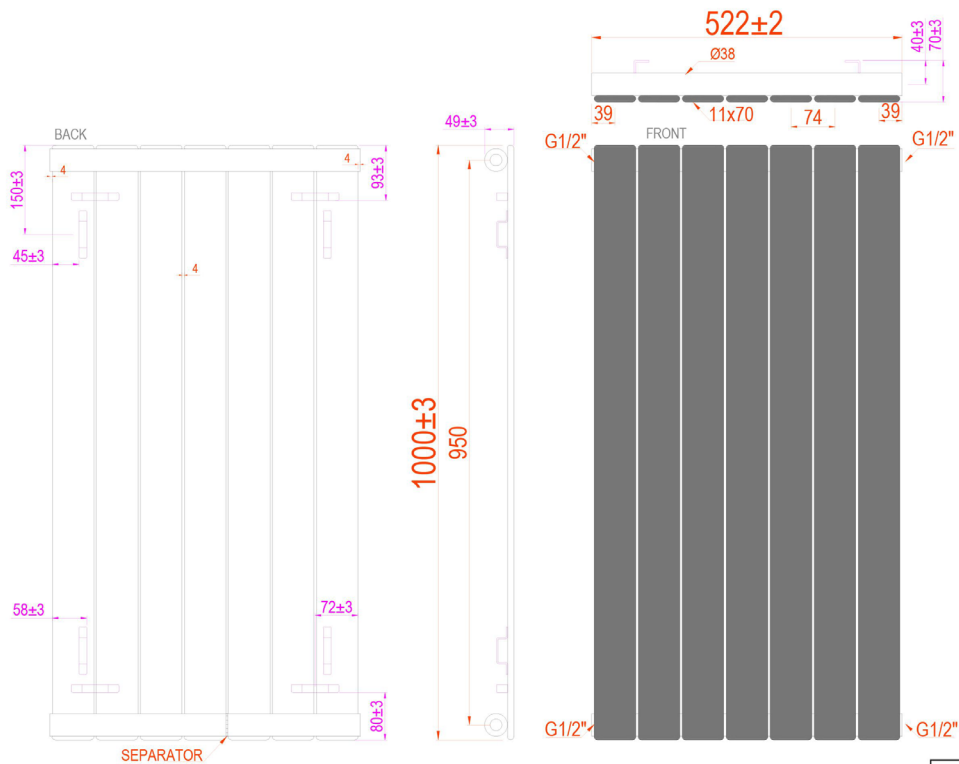 522±2
40±3
70±3
Ø38
39
11x70
74
39
BACK
49±3
FRONT
G1/2"
G1/2"
4
4
93±3
150±3
45±3
4
1000±3
950
58±3
72±3
80±3
G1/2"
G1/2"
SEPARATOR